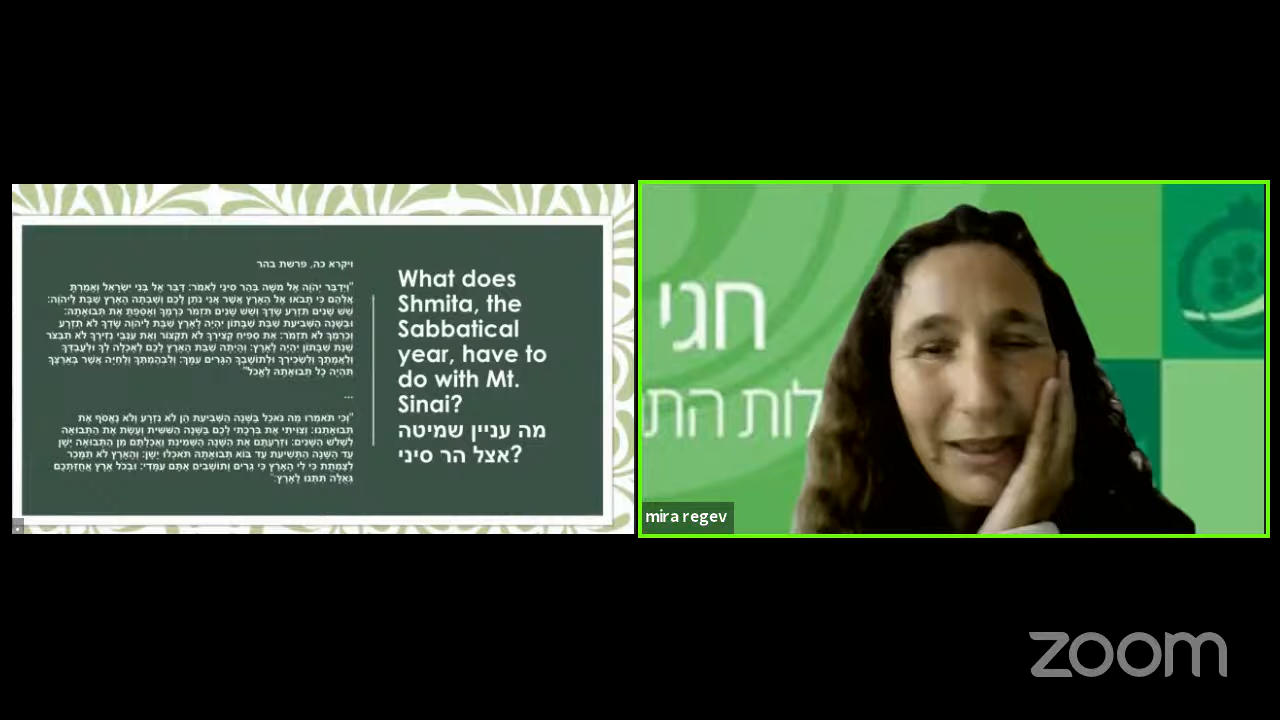 What does
Shmita, the
Sabbatical
year, have to
do with Mt.
Sinai?
מה עניין שמיטה
אצל הר סיני?
ויקרא כה, פרשת בהר
"וַיְדַבֵּר יְהוָה אֶל מֹשֶׁה בְּהַר סִינַי לֵאמֹר: דַּבֵּר אֶל בְּנֵי יִשְׂרָאֵל וְאָמַרְתָּ
אֲלֵהֶם כִּי תָבֹאוּ אֶל הָאָרֶץ אֲשֶׁר אֲנִי נֹתֵן לָכֶם וְשָׁבְתָה הָאָרֶץ שַׁבָּת לַיהוָה:
שֵׁשׁ שָׁנִים תִּזְרַע שָׂדֶךָ וְשֵׁשׁ שָׁנִים תִּזְמֹר כַּרְמֶךָ וְאָסַפְתָּ אֶת תְּבוּאָתָהּ:
וּבַשָּׁנָה הַשְּׁבִיעִת שַׁבַּת שַׁבָּתוֹן יִהְיֶה לָאָרֶץ שַׁבָּת לַיהוָה שָׂדְךָ לֹא תִזְרָע
וְכַרְמְךָ לֹא תִזְמֹר: אֵת סְפִיחַ קְצִירְךָ לֹא תִקְצוֹר וְאֶת עִנְּבֵי נְזִירֶךָ לֹא תִבְצֹר
שְׁנַת שַׁבָּתוֹן יִהְיֶה לָאָרֶץ: וְהָיְתָה שַׁבַּת הָאָרֶץ לָכֶם לְאָכְלָה לְךָ וּלְעַבְדְּךָ
וְלַאֲמָתֶךָ וְלִשְׂכִירְךָ וּלְתוֹשָׁבְךָ הַגָּרִים עִמָּךְ: וְלִבְהֶמְתְּךָ וְלַחַיָּה אֲשֶׁר בְּאַרְצֶךָ
תִּהְיֶה כָל תְּבוּאָתָהּ לֶאֱכֹל"
...
"וְכִי תֹאמְרוּ מַה נֹּאכַל בַּשָּׁנָה הַשְּׁבִיעִת הֵן לֹא נִזְרָע וְלֹא נֶאֱסֹף אֶת
תְּבוּאָתֵנוּ: וְצִוִּיתִי אֶת בִּרְכָתִי לָכֶם בַּשָּׁנָה הַשִּׁשִּׁית וְעָשָׂת אֶת הַתְּבוּאָה
לִשְׁלֹשׁ הַשָּׁנִים: וּזְרַעְתֶּם אֵת הַשָּׁנָה הַשְּׁמִינִת וַאֲכַלְתֶּם מִן הַתְּבוּאָה יָשָׁן
עַד הַשָּׁנָה הַתְּשִׁיעִת עַד בּוֹא תְּבוּאָתָהּ תֹּאכְלוּ יָשָׁן: וְהָאָרֶץ לֹא תִמָּכֵר
לִצְמִתֻת כִּי לִי הָאָרֶץ כִּי גֵרִים וְתוֹשָׁבִים אַתֶּם עִמָּדִי: וּבְכֹל אֶרֶץ אֲחֻזַּתְכֶם
גְּאֻלָּה תִּתְּנוּ לָאָרֶץ:"
חגי
לות
mira regev
zoom